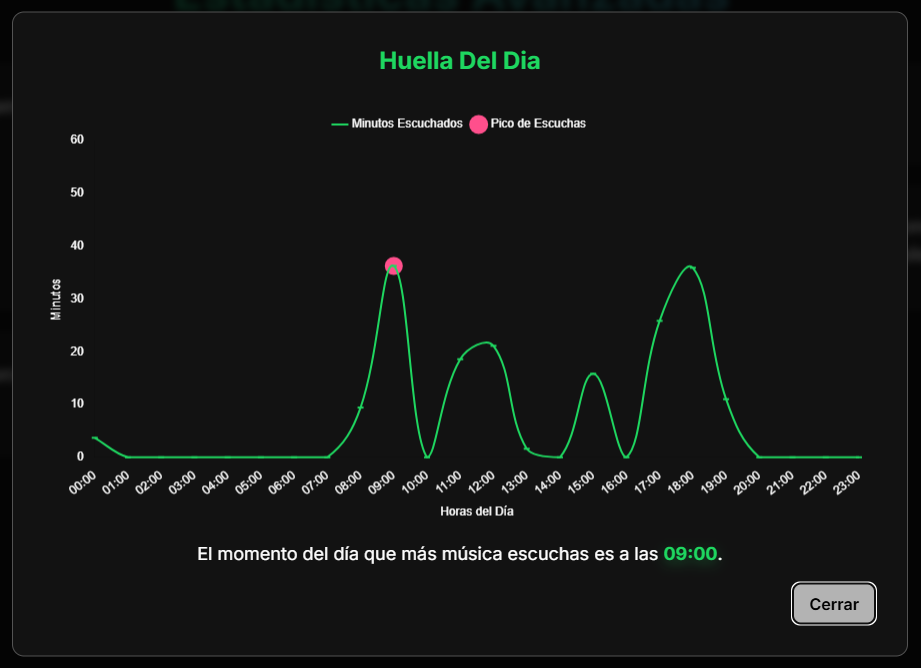 Huella Del Dia
Minutos Escuchados Pico de Escuchas
60
50
40
30
20
10
0
Minutos
00:00 01:00 02:00 03:00 04:00 05:00 06:00 07:00 08:00 09:00 10:00 11:00 12:00 13:00 14:00 15:00 16:00 17:00 18:00 19:00 20:00 21:00 22:00 23:00
Horas del Día
El momento del día que más música escuchas es a las 09:00.
Cerrar